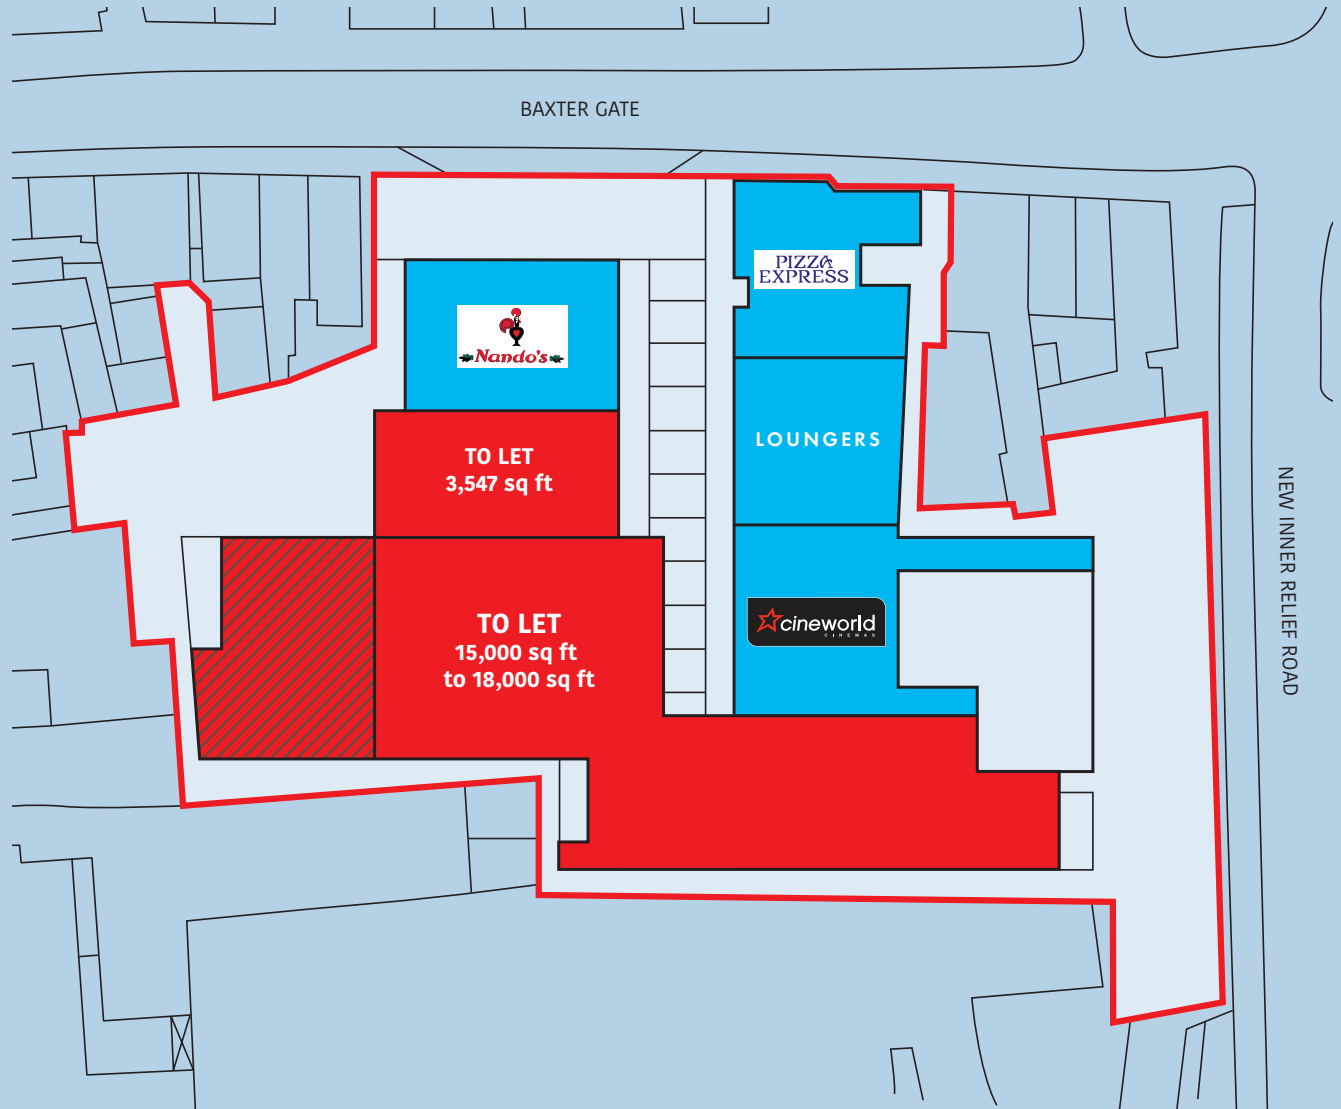 BAXTER GATE
PIZZA
EXPRESS
Nando's
LOUNGERS
TO LET
3,547 sq ft
TO LET
15,000 sq ft
to 18,000 sq ft
cineworld
CINEMAS
NEW INNER RELIEF ROAD